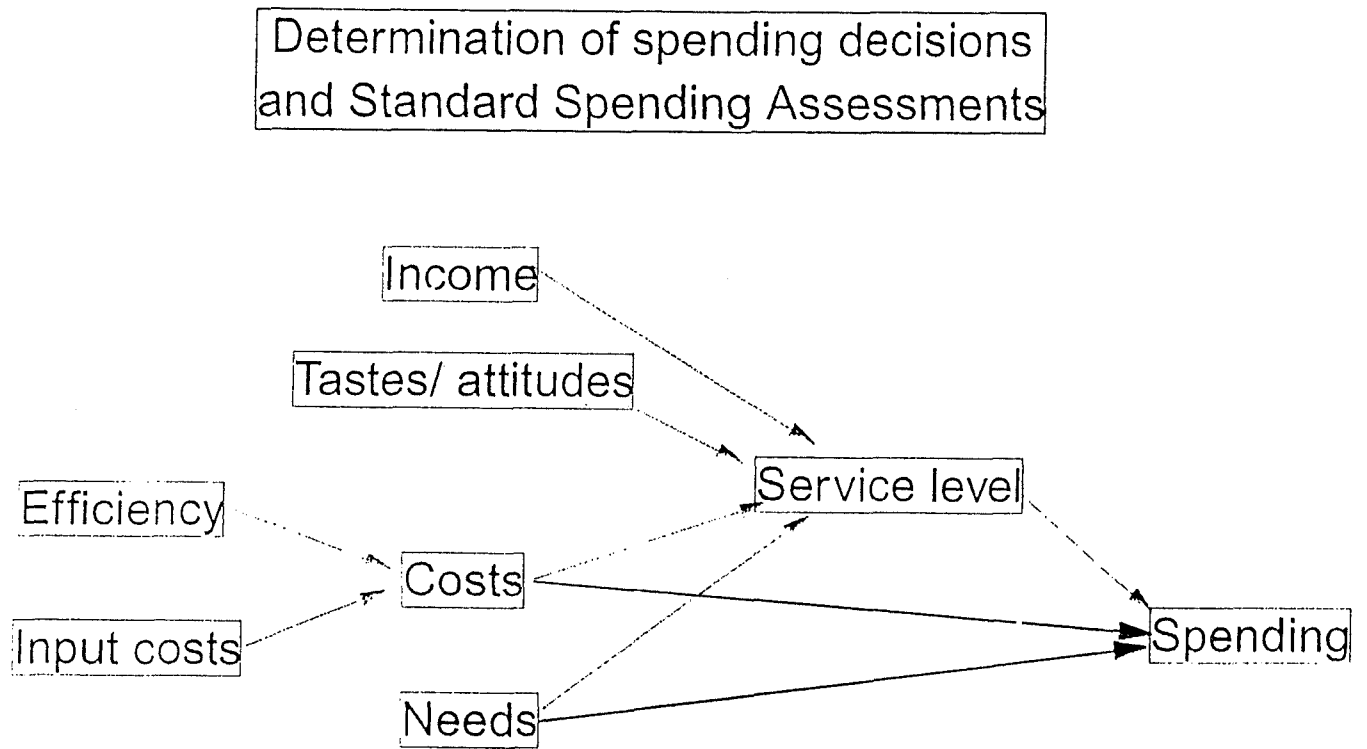 Determination of spending decisions
and Standard Spending Assessments
Income
Tastes/ attitudes
Service level
Efficiency
Costs
Input costs
Spending
Needs